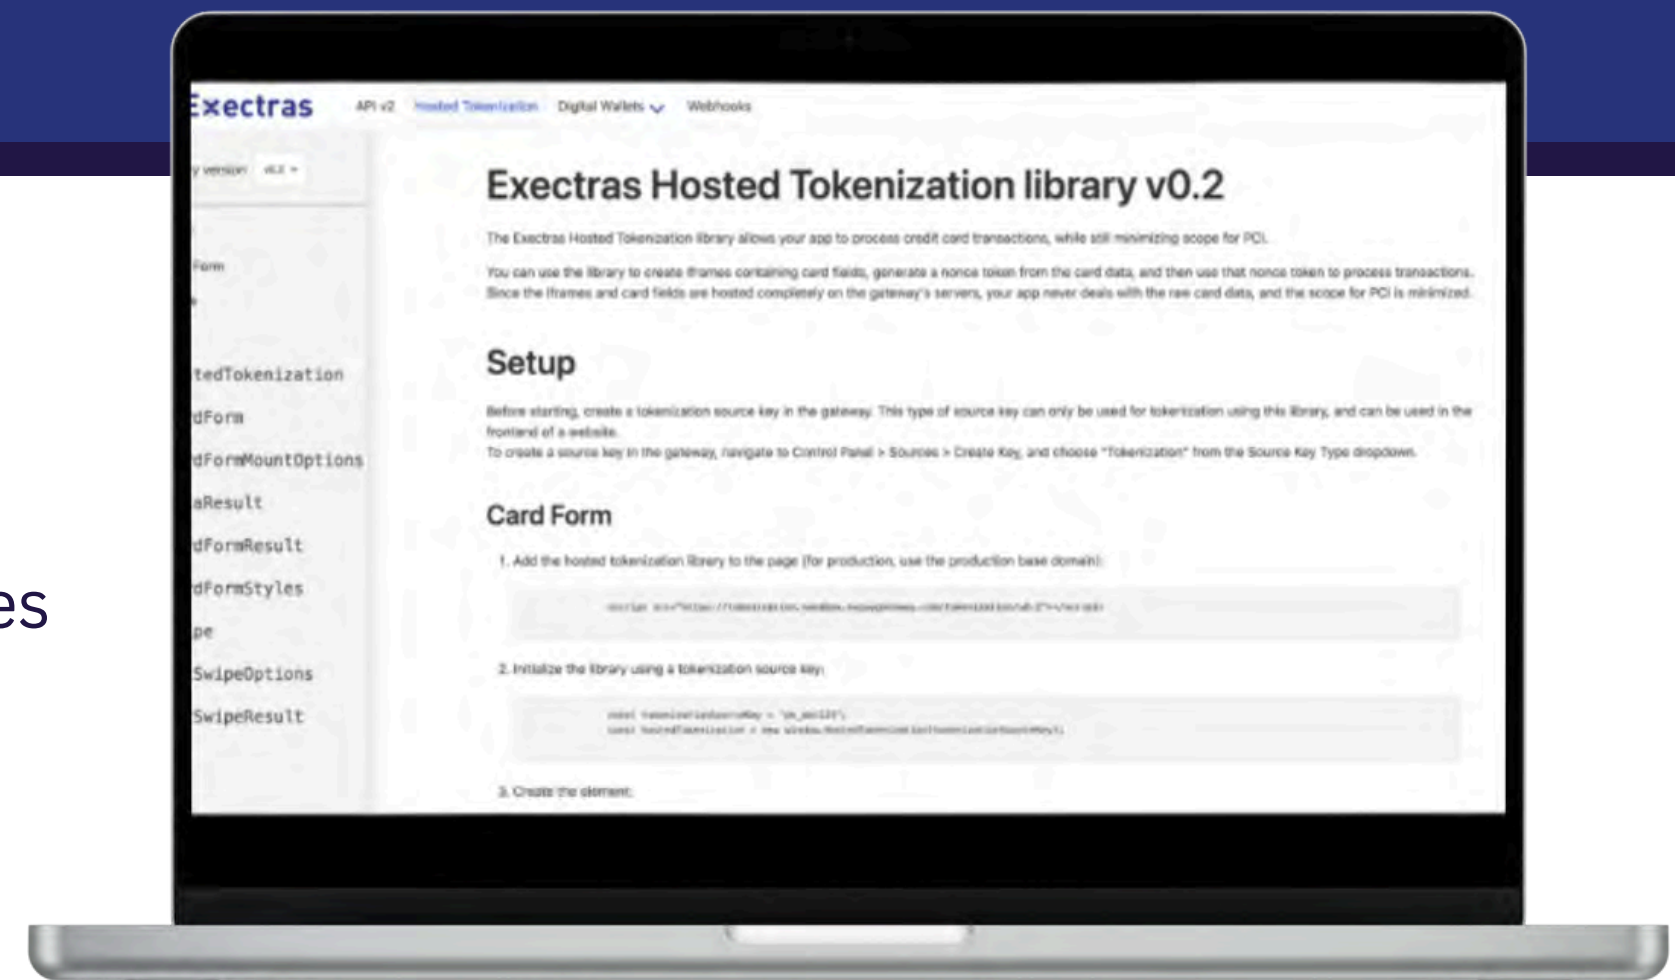 Exectras
API v2 Hosted Tokenization Digital Wallets Webhooks
y version v0.2
Form
tedTokenization
dForm
dFormMountOptions
aResult
dFormResult
dFormStyles
pe
SwipeOptions
SwipeResult
es
Exectras Hosted Tokenization library v0.2
The Exectras Hosted Tokenization library allows your app to process credit card transactions, while still minimizing scope for PCI.
You can use the library to create iframes containing card fields, generate a nonce token from the card data, and then use that nonce token to process transactions.
Since the iframes and card fields are hosted completely on the gateway's servers, your app never deals with the raw card data, and the scope for PCI is minimized.
Setup
Before starting, create a tokenization source key in the gateway. This type of source key can only be used for tokenization using this library, and can be used in the
frontend of a website.
To create a source key in the gateway, navigate to Control Panel > Sources > Create Key, and choose "Tokenization" from the Source Key Type dropdown.
Card Form
1. Add the hosted tokenization library to the page (for production, use the production base domain):
2. Initialize the library using a tokenization source key:
3. Create the element: